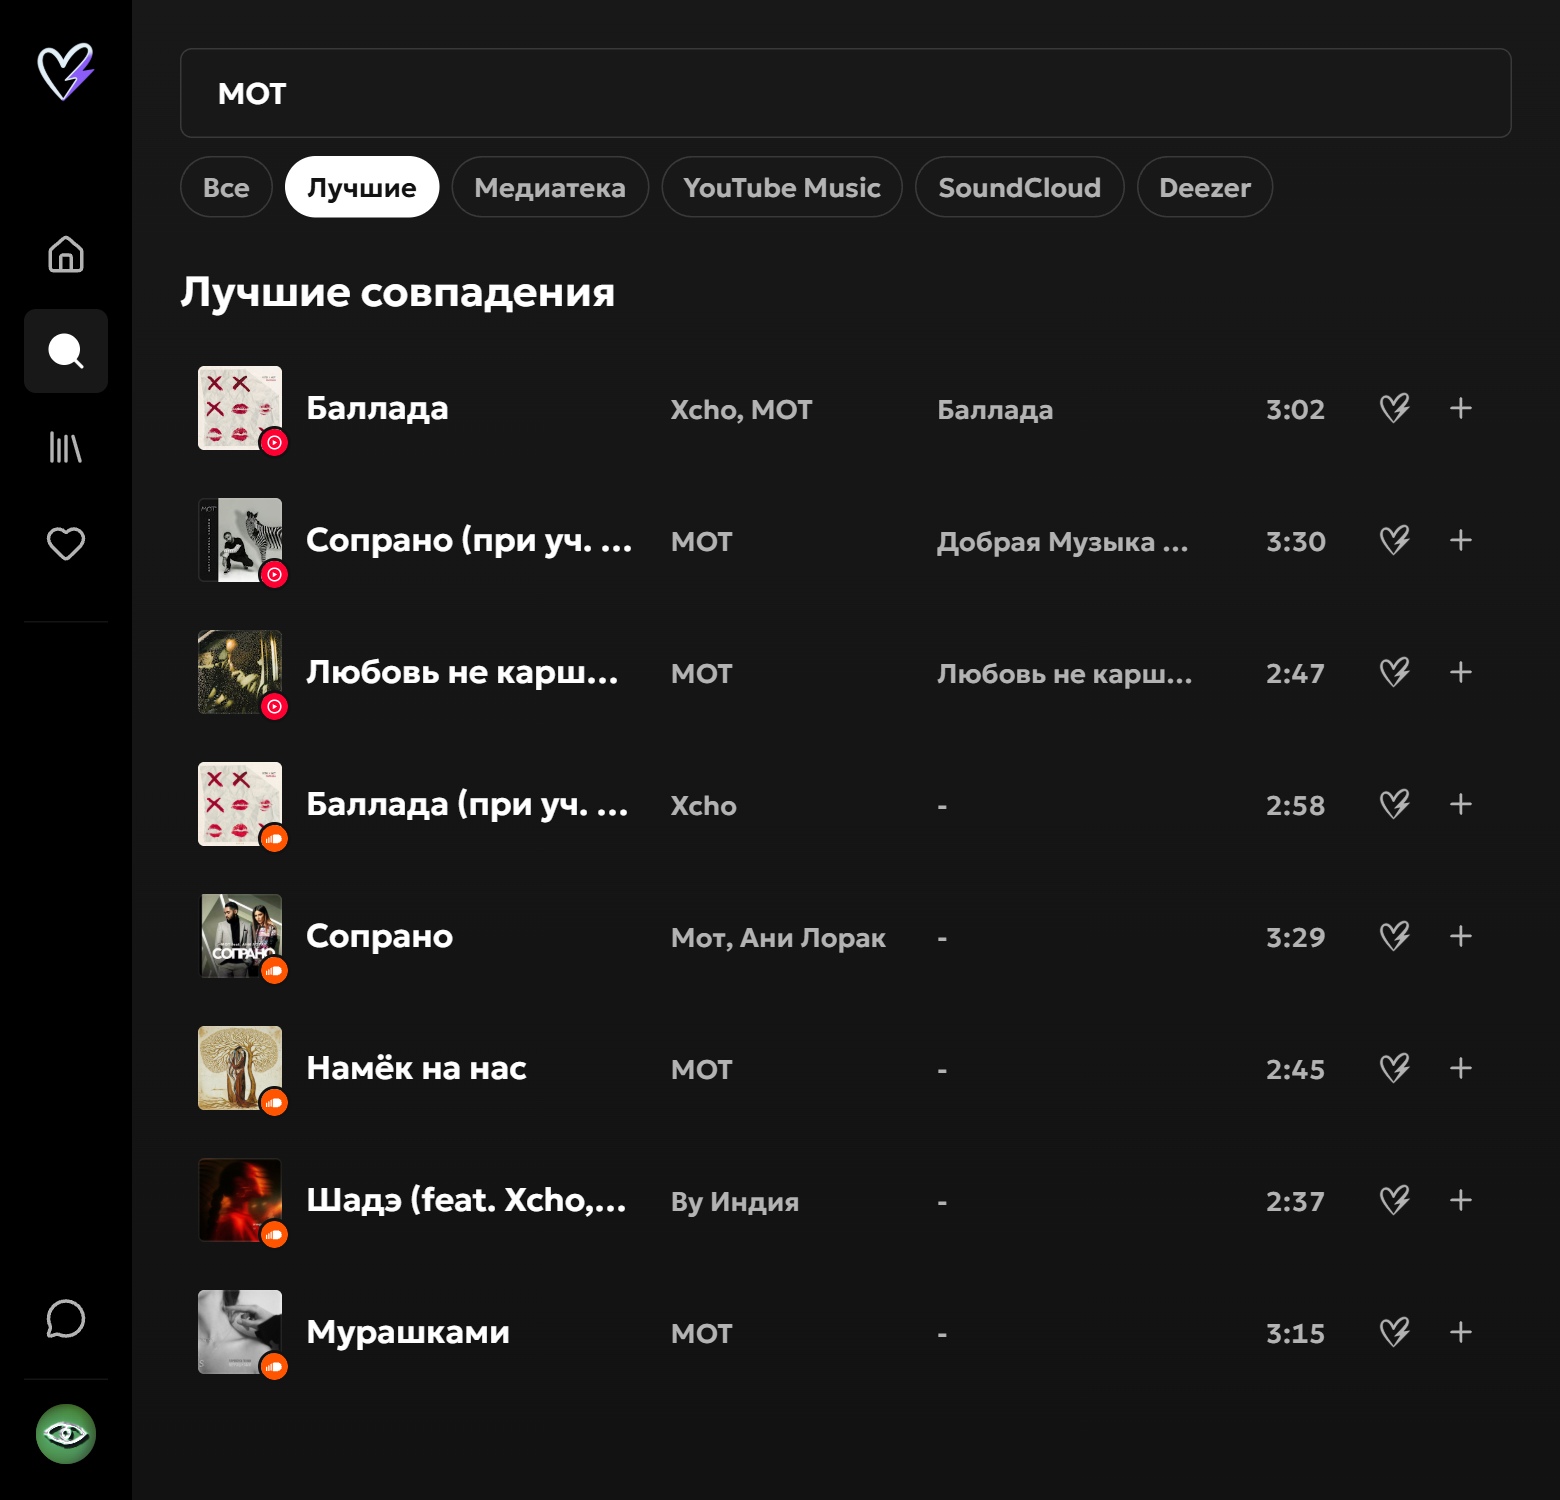 МОТ
Все Лучшие Медиатека YouTube Music SoundCloud Deezer
Лучшие совпадения
Баллада Xcho, МОТ Баллада 3:02
Сопрано (при уч. ... МОТ Добрая Музыка ... 3:30
Любовь не карш... МОТ Любовь не карш... 2:47
Баллада (при уч. ... Xcho - 2:58
Сопрано Мот, Ани Лорак - 3:29
СОПРАНО
Намёк на нас МОТ - 2:45
Шадэ (feat. Xcho,... Ву Индия - 2:37
Мурашками МОТ - 3:15